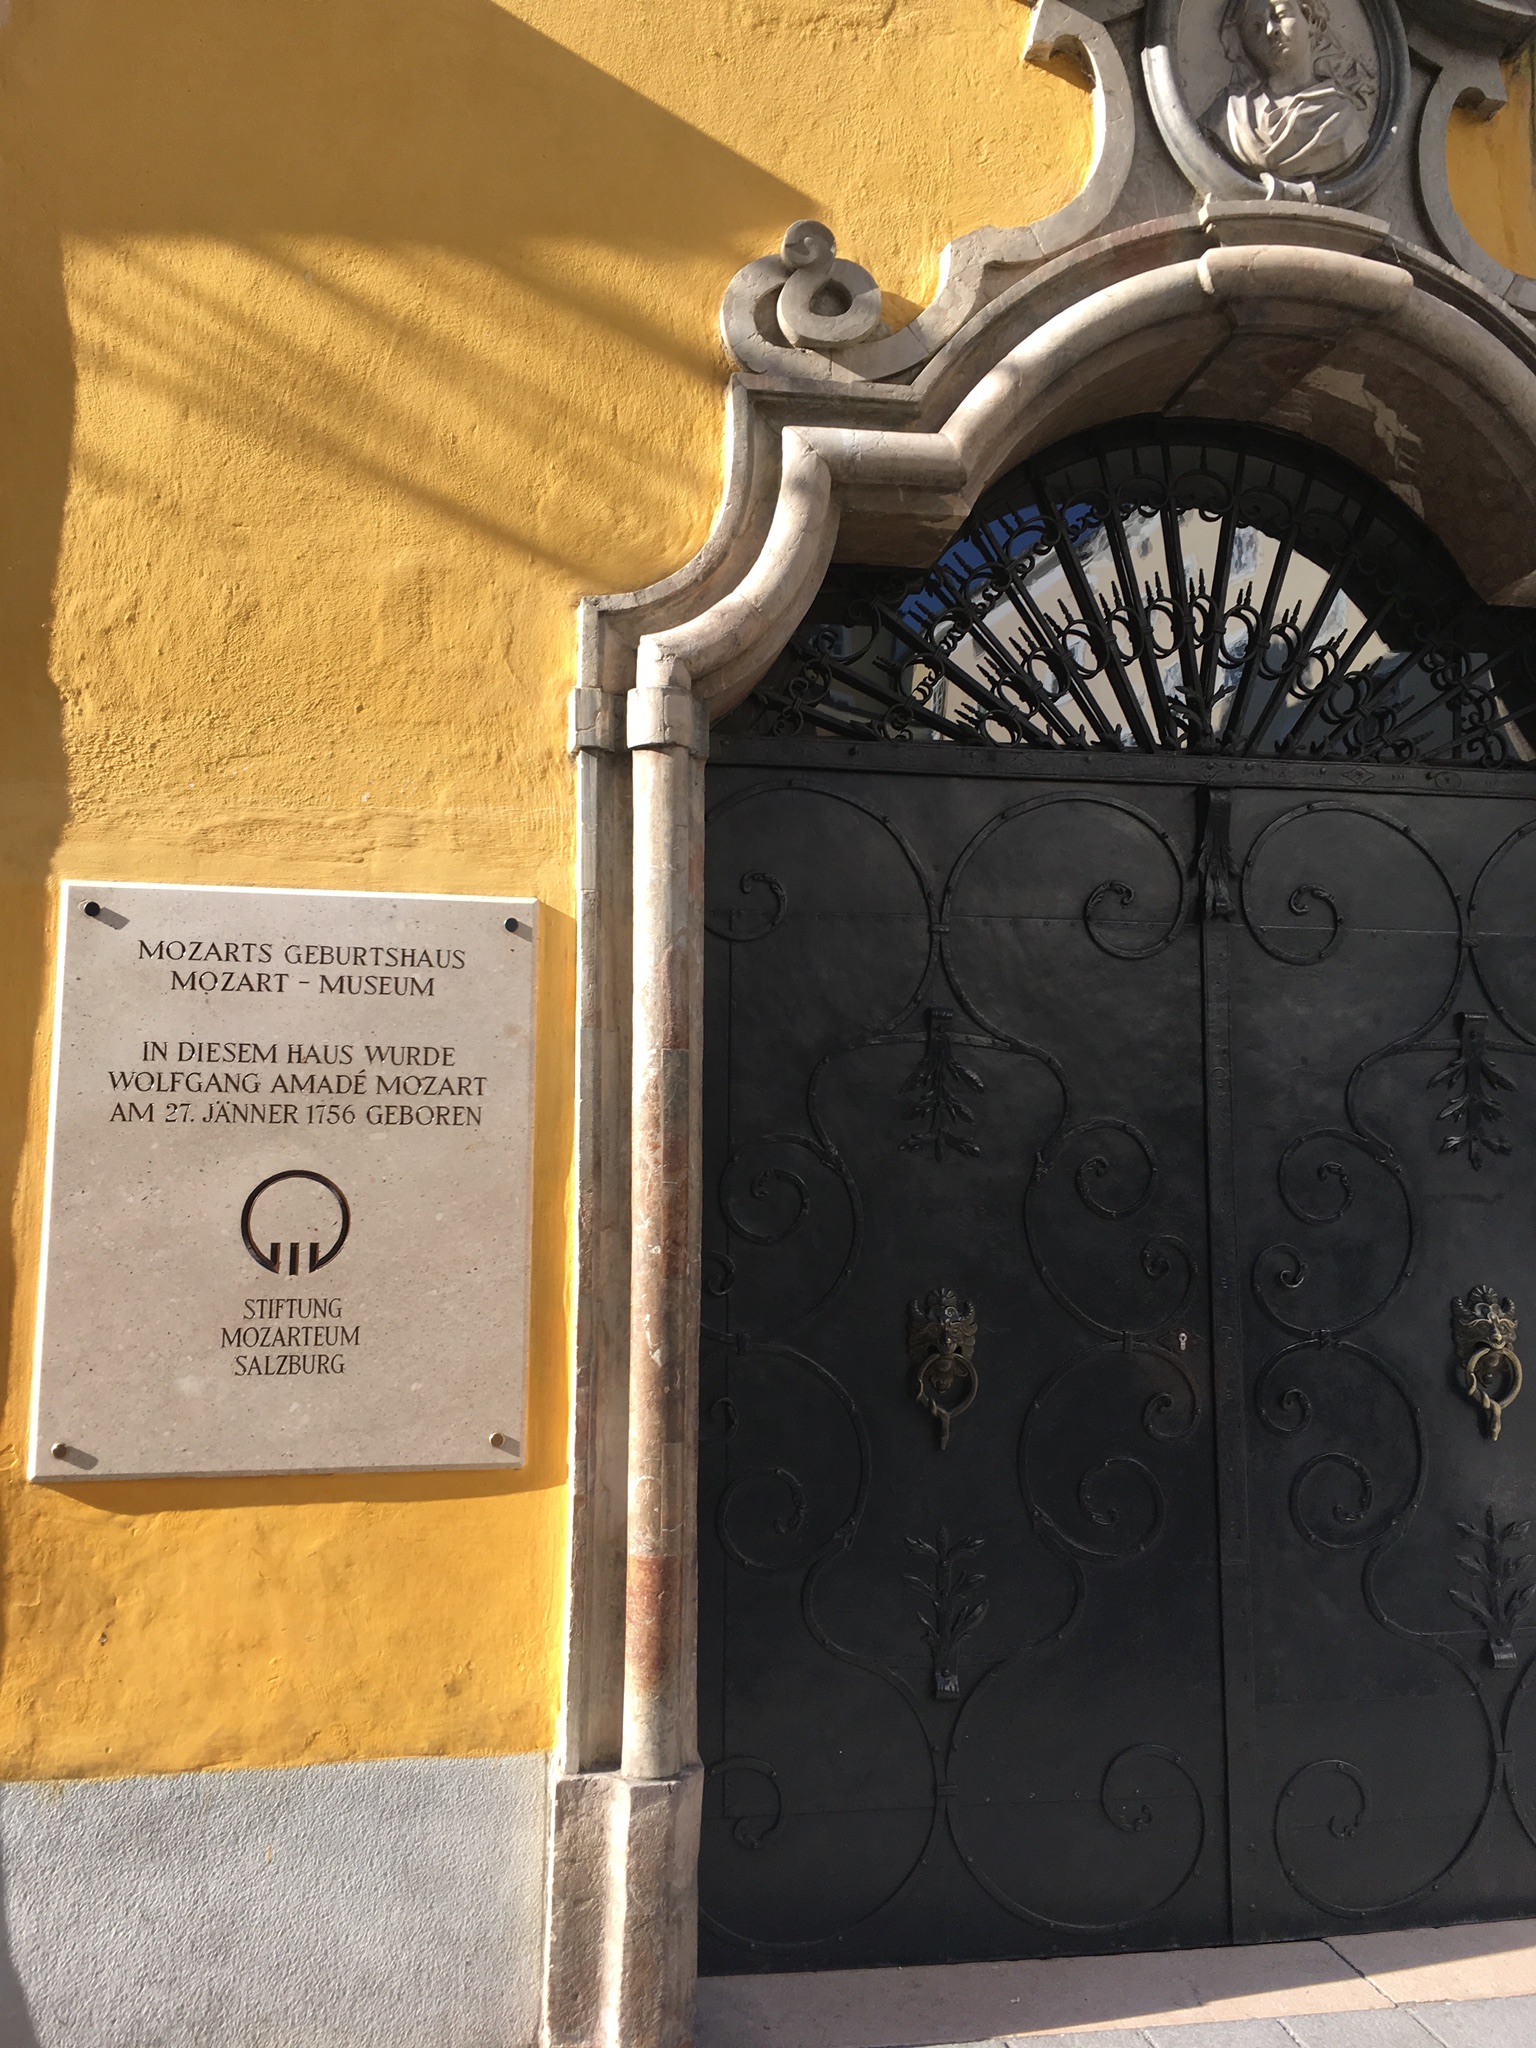 MOZARTS GEBURTSHAUS
MOZART - MUSEUM
IN DIESEM HAUS WURDE
WOLFGANG AMADÉ MOZART
AM 27. JÄNNER 1756 GEBOREN
STIFTUNG
MOZARTEUM
SALZBURG